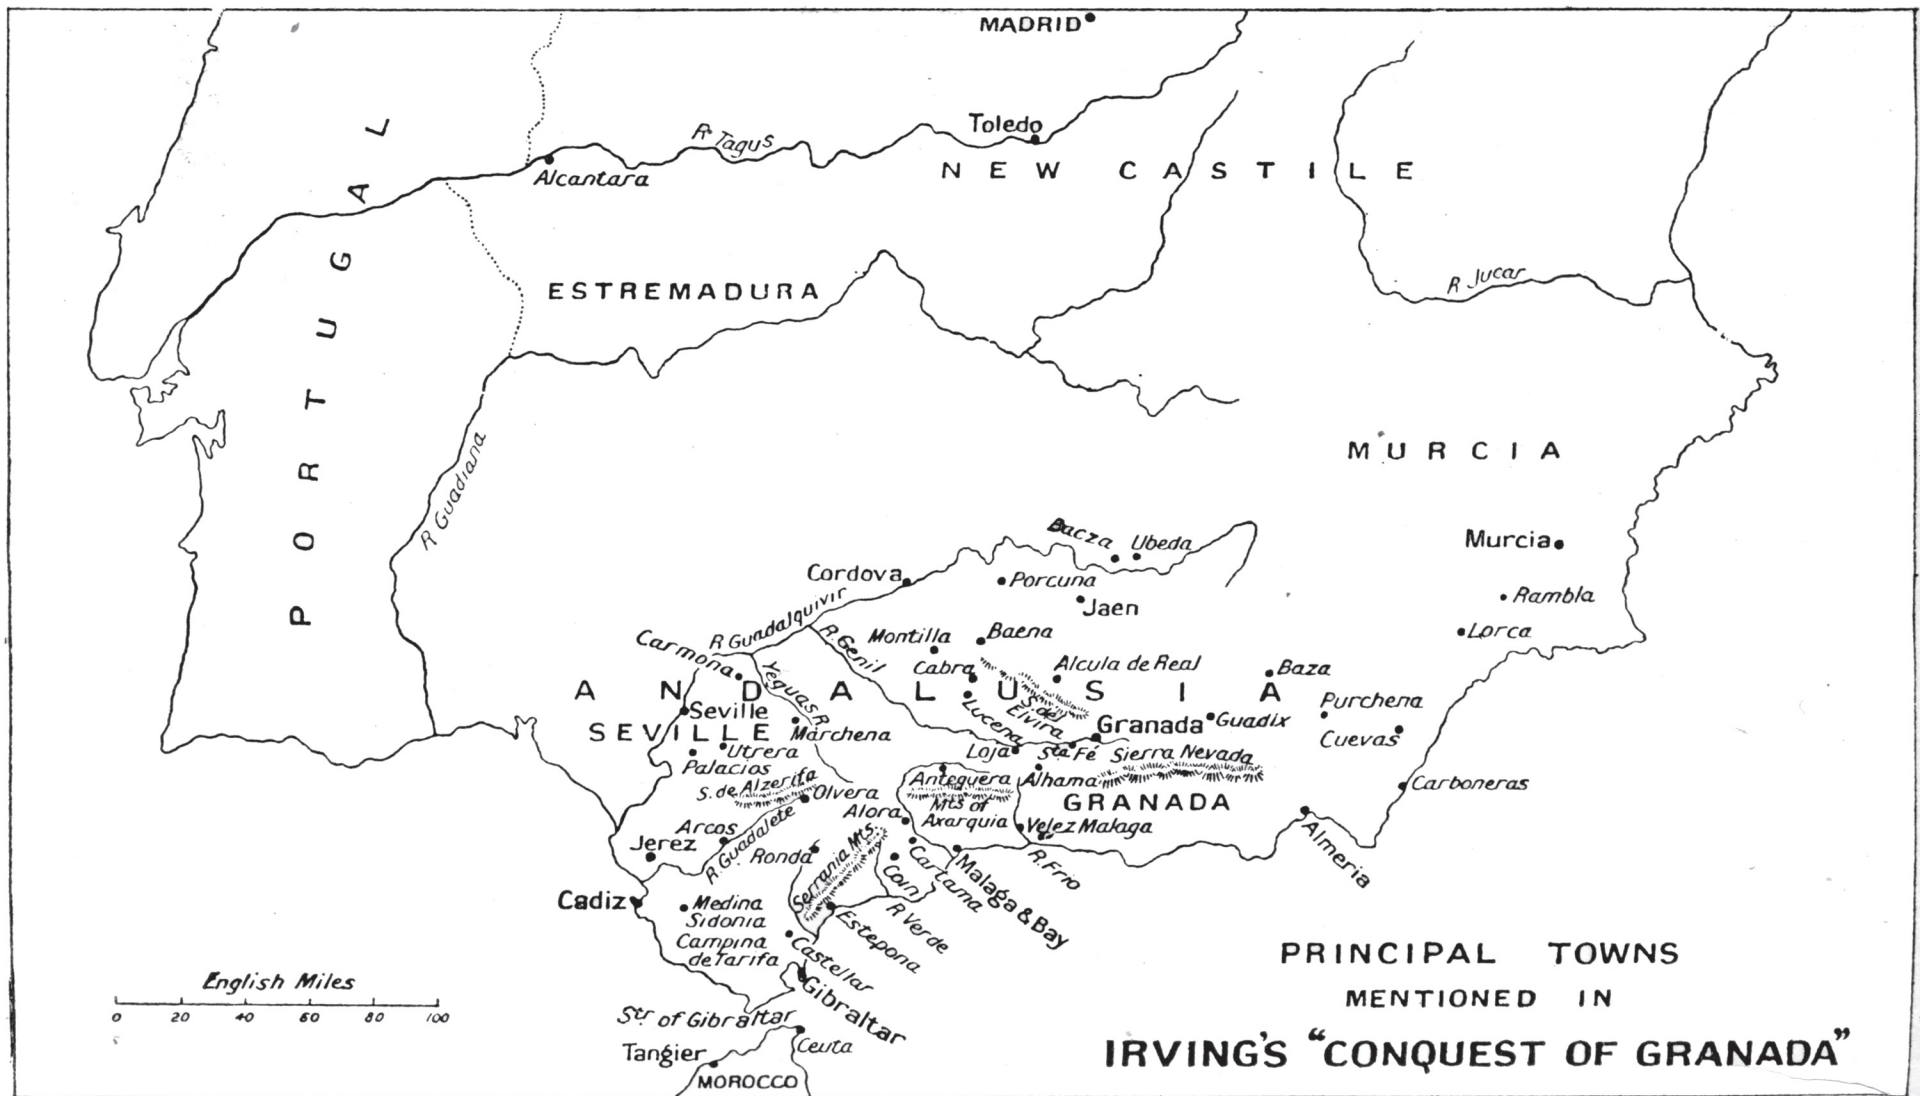 MADRID
Toledo
R. Tagus
Alcantara
NEW CASTILE
PORTUGAL
ESTREMADURA
R Jucar
MURCIA
R Guadiana
Bacza
Ubeda
Murcia
Cordova
Porcuna
Jaen
Rambla
Lorca
R. Guadalquivir
R. Genil
Montilla
Baena
Carmona
Cabra
Alcula de Real
Baza
Yeguas R.
ANDALUSIA
S. del
Elvira
Lucena
Purchena
Seville
SEVILLE
Marchena
Granada
Guadix
Cuevas
Utrera
Palacios
Loja
Sta Fé
Sierra Nevada
S. de Alzerifa
Olvera
Antequera
Alhama
Carboneras
Mts of
Axarquia
GRANADA
Alora
Velez Malaga
Arcos
Jerez
R. Guadalete
Ronda
Serrania Mts.
Coin
Cartama
Malaga & Bay
R. Frio
Almeria
Cadiz
Medina
Sidonia
Campina
de Tarifa
Estepona
R Verde
Castellar
Gibraltar
Str. of Gibraltar
Ceuta
Tangier
MOROCCO
English Miles
0 20 40 60 80 100
PRINCIPAL TOWNS
MENTIONED IN
IRVING'S "CONQUEST OF GRANADA"